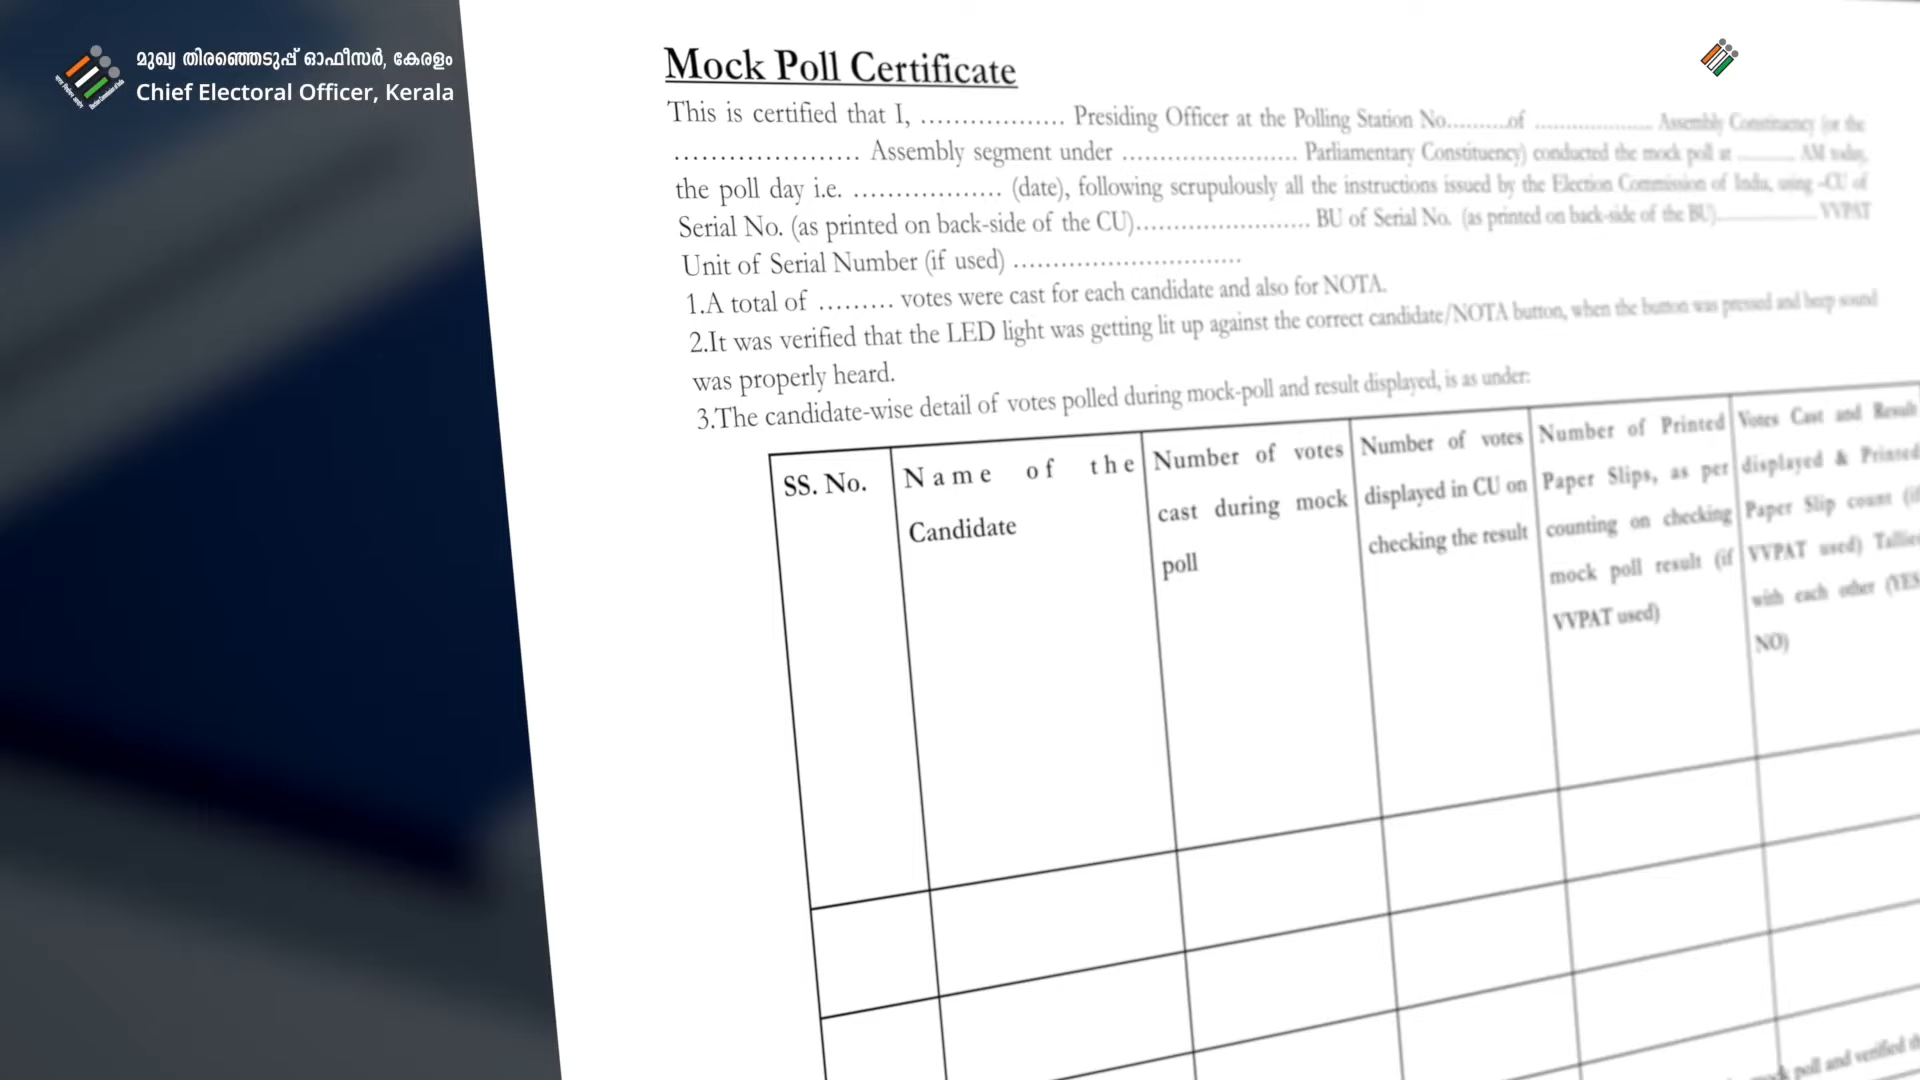 മുഖ്യ തിരഞ്ഞെടുപ്പ് ഓഫീസർ, കേരളം
Chief Electoral Officer, Kerala
Mock Poll Certificate
This is certified that I, .................. Presiding Officer at the Polling Station No..........of .................... Assembly Constituency (or the
..................... Assembly segment under ........................ Parliamentary Constituency) conducted the mock poll at ........... AM today,
the poll day i.e. .................. (date), following scrupulously all the instructions issued by the Election Commission of India, using -CU of
Serial No. (as printed on back-side of the CU)........................ BU of Serial No. (as printed on back-side of the BU)................. VVPAT
Unit of Serial Number (if used) .............................
1.A total of ......... votes were cast for each candidate and also for NOTA.
2.It was verified that the LED light was getting lit up against the correct candidate/NOTA button, when the button was pressed and beep sound
was properly heard.
3.The candidate-wise detail of votes polled during mock-poll and result displayed, is as under:
SS. No.
Name of the
Candidate
Number of votes
cast during mock
poll
Number of votes
displayed in CU on
checking the result
Number of Printed
Paper Slips, as per
counting on checking
mock poll result (if
VVPAT used)
Votes Cast and Result
displayed & Printed
Paper Slip count (if
VVPAT used) Tallied
with each other (YES
NO)
poll and verified